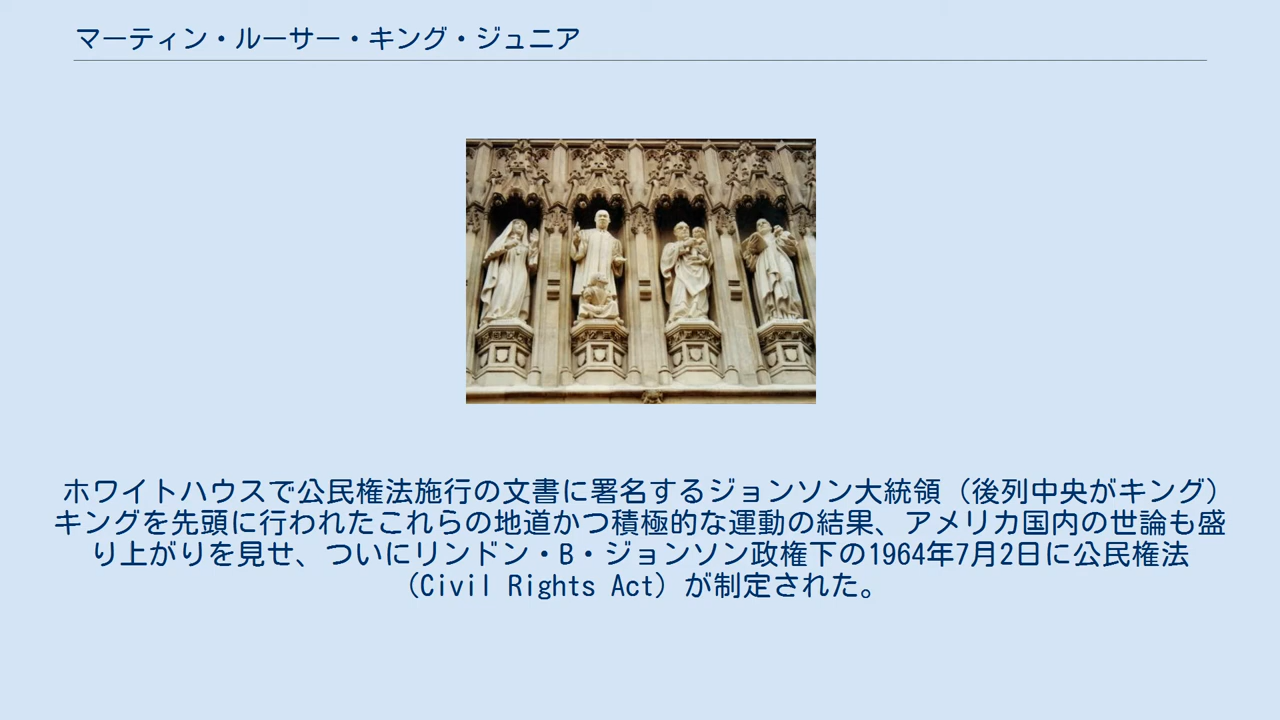 マーティン・ルーサー・キング・ジュニア
ホワイトハウスで公民権法施行の文書に署名するジョンソン大統領（後列中央がキング）
キングを先頭に行われたこれらの地道かつ積極的な運動の結果、アメリカ国内の世論も盛
り上がりを見せ、ついにリンドン・B・ジョンソン政権下の1964年7月2日に公民権法
（Civil Rights Act）が制定された。